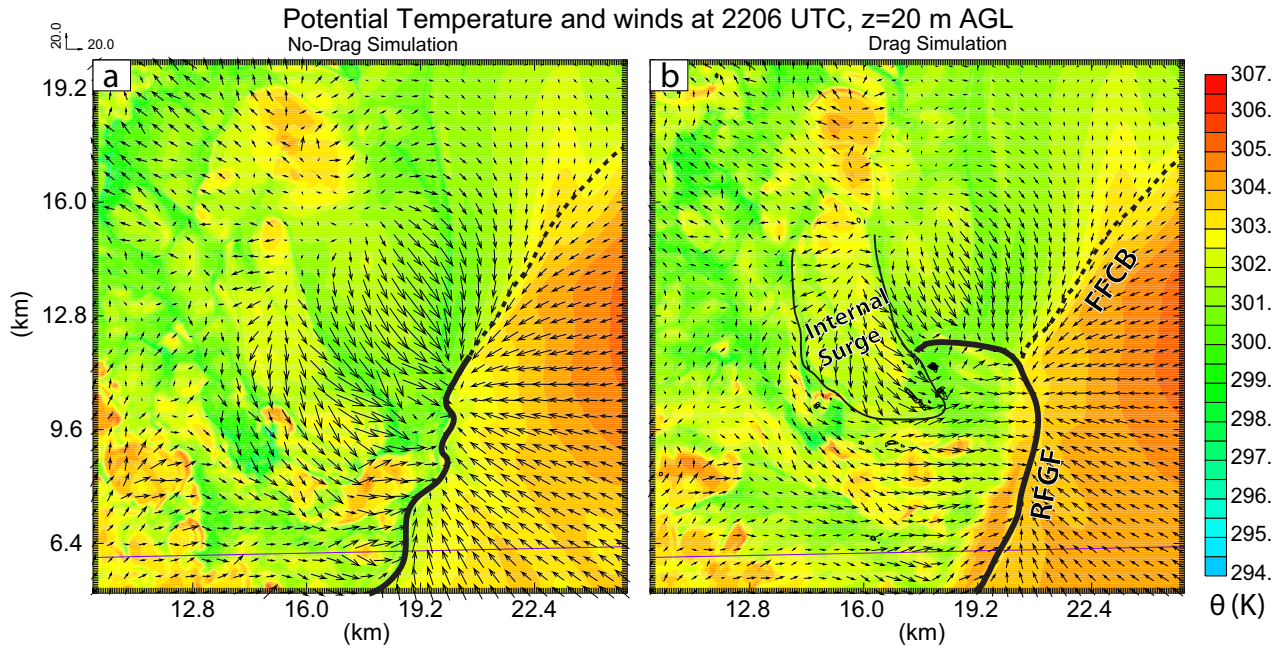 Potential Temperature and winds at 2206 UTC, z=20 m AGL
20.0
20.0
No-Drag Simulation
Drag Simulation
a
b
19.2
16.0
12.8
9.6
6.4
(km)
12.8 16.0 19.2 22.4
(km)
Internal
Surge
FFCB
RFGF
12.8 16.0 19.2 22.4
(km)
307.
306.
305.
304.
303.
302.
301.
300.
299.
298.
297.
296.
295.
294.
θ (K)